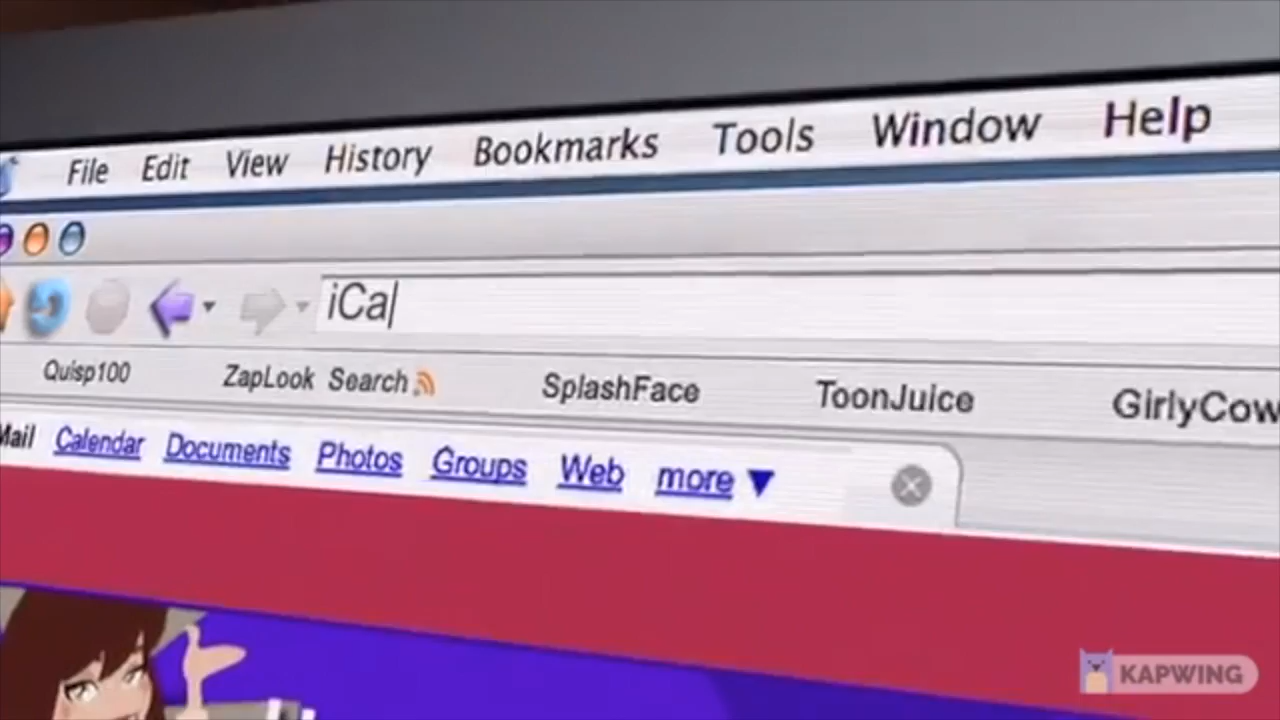 File Edit View History Bookmarks Tools Window Help
iCa
Quisp100 ZapLook Search SplashFace ToonJuice GirlyCow
Mail Calendar Documents Photos Groups Web more ▼
KAPWING